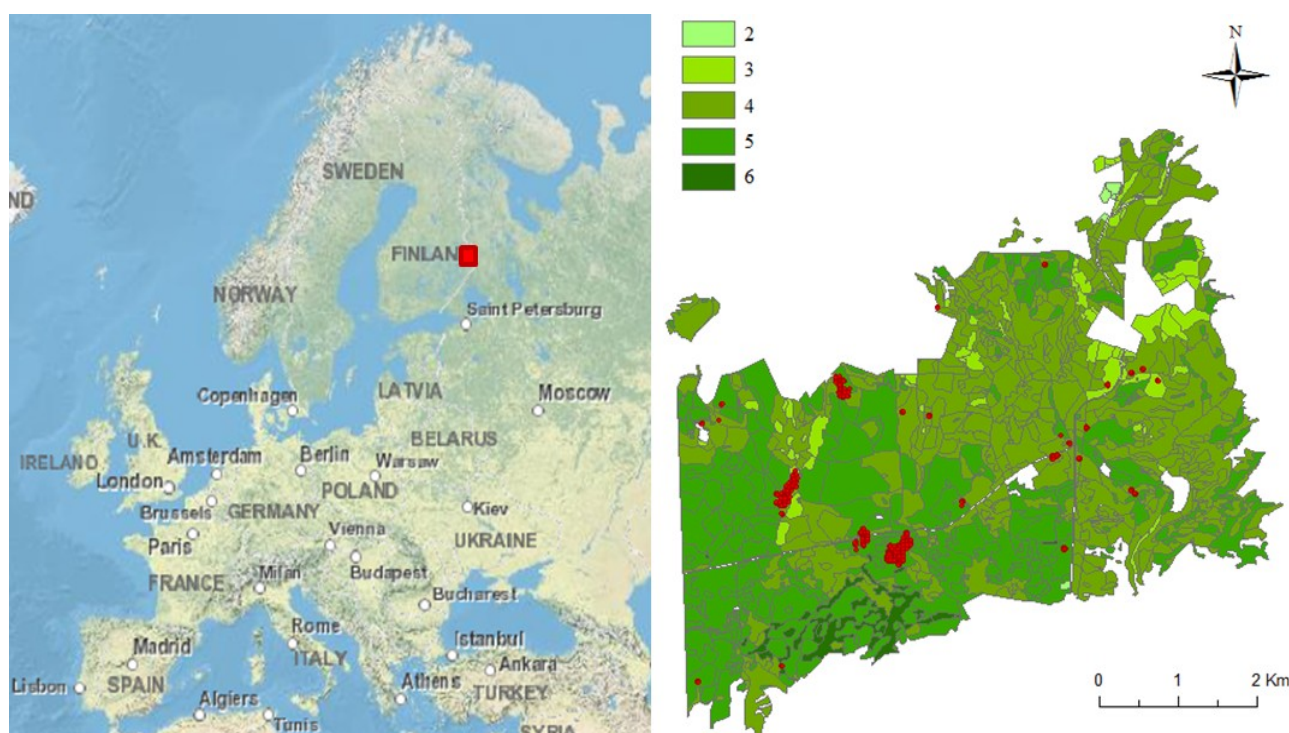 ND
SWEDEN
FINLAN
NORWAY
Saint Petersburg
Copenhagen
LATVIA
Moscow
U.K.
IRELAND
Amsterdam
Berlin
BELARUS
Warsaw
London
POLAND
Brussels
GERMANY
Kiev
Vienna
Paris
UKRAINE
FRANCE
Milan
Budapest
Bucharest
Rome
Istanbul
Madrid
ITALY
Ankara
Lisbon
SPAIN
Athens
TURKEY
Algiers
Tunis
SYRIA
2
3
4
5
6
N
0 1 2 Km